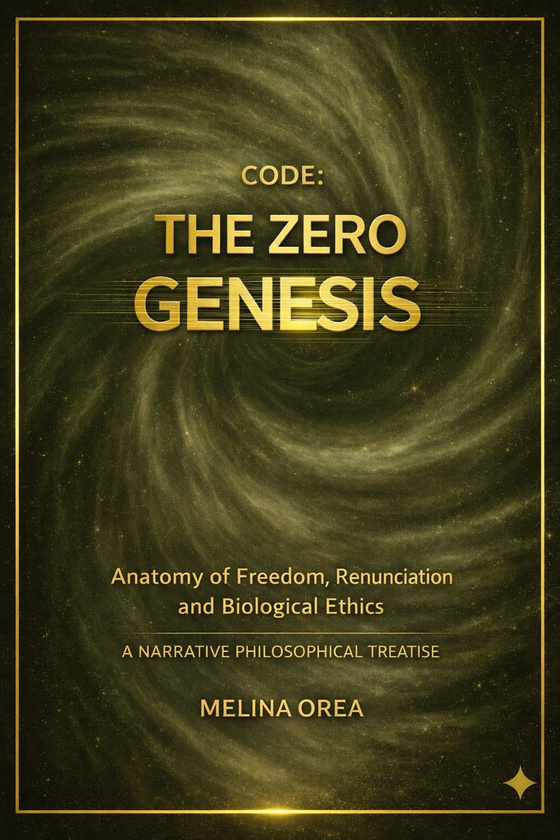 CODE:
THE ZERO
GENESIS
Anatomy of Freedom, Renunciation
and Biological Ethics
A NARRATIVE PHILOSOPHICAL TREATISE
MELINA OREA